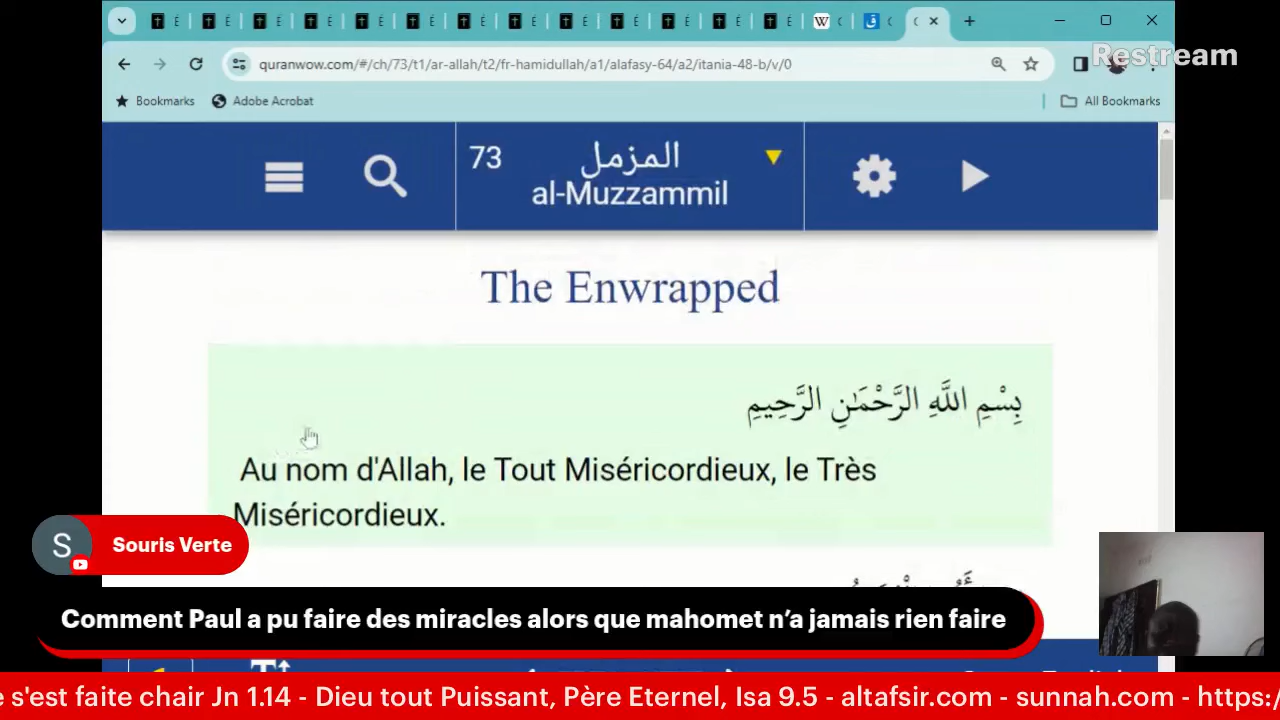 É
É
É
É
É
É
É
É
É
É
É
É
É
W
Restream
quranwow.com/#/ch/73/t1/ar-allah/t2/fr-hamidullah/a1/alafasy-64/a2/itania-48-b/v/0
Bookmarks
Adobe Acrobat
All Bookmarks
73
المزمل
al-Muzzammil
The Enwrapped
بِسْمِ اللَّهِ الرَّحْمَٰنِ الرَّحِيمِ
Au nom d'Allah, le Tout Miséricordieux, le Très
Miséricordieux.
S
Souris Verte
Comment Paul a pu faire des miracles alors que mahomet n’a jamais rien faire
s'est faite chair Jn 1.14 - Dieu tout Puissant, Père Eternel, Isa 9.5 - altafsir.com - sunnah.com - https:/